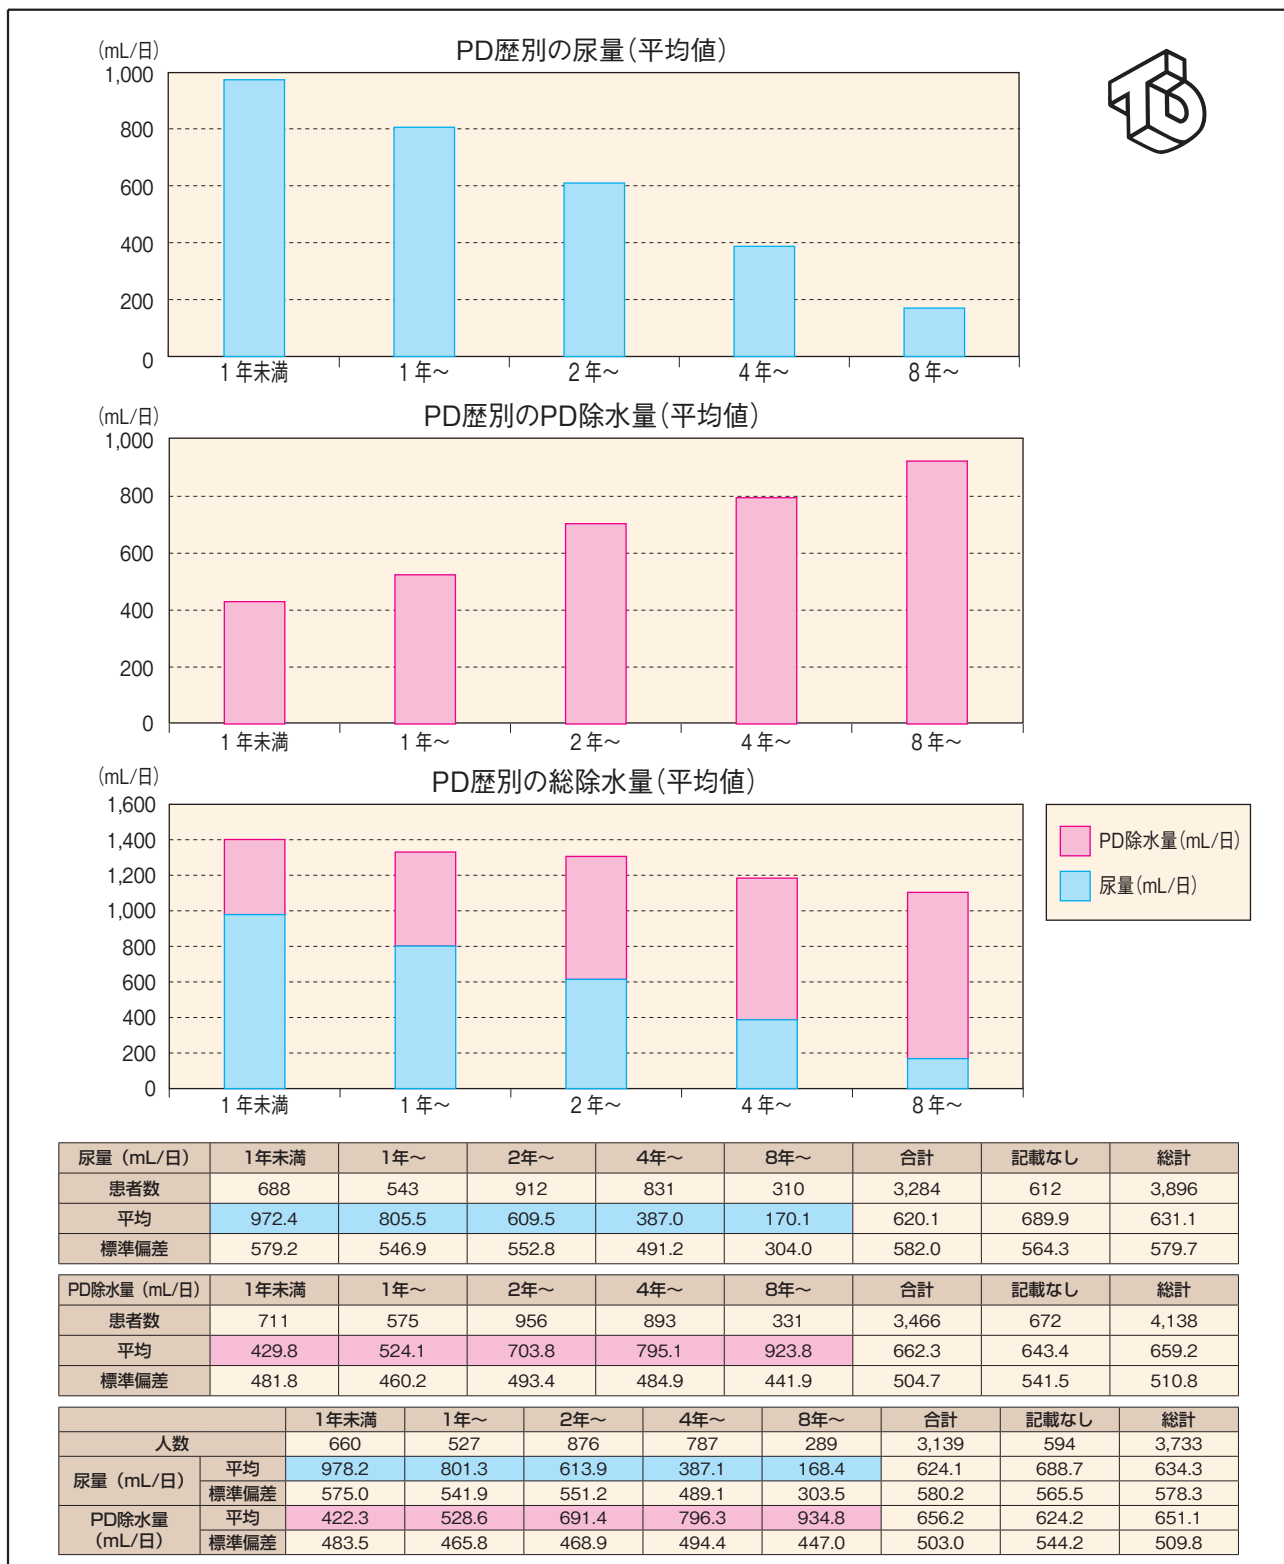 PD歴別の尿量(平均値)
(mL/日)
1,000
800
600
400
200
0
1年未満 1年～ 2年～ 4年～ 8年～
PD歴別のPD除水量(平均値)
(mL/日)
1,000
800
600
400
200
0
1年未満 1年～ 2年～ 4年～ 8年～
PD歴別の総除水量(平均値)
(mL/日)
1,600
1,400
1,200
1,000
800
600
400
200
0
1年未満 1年～ 2年～ 4年～ 8年～
PD除水量(mL/日)
尿量(mL/日)
尿量(mL/日) 1年未満 1年～ 2年～ 4年～ 8年～ 合計 記載なし 総計
患者数 688 543 912 831 310 3,284 612 3,896
平均 972.4 805.5 609.5 387.0 170.1 620.1 689.9 631.1
標準偏差 579.2 546.9 552.8 491.2 304.0 582.0 564.3 579.7
PD除水量(mL/日) 1年未満 1年～ 2年～ 4年～ 8年～ 合計 記載なし 総計
患者数 711 575 956 893 331 3,466 672 4,138
平均 429.8 524.1 703.8 795.1 923.8 662.3 643.4 659.2
標準偏差 481.8 460.2 493.4 484.9 441.9 504.7 541.5 510.8
1年未満 1年～ 2年～ 4年～ 8年～ 合計 記載なし 総計
人数 660 527 876 787 289 3,139 594 3,733
尿量(mL/日) 平均 978.2 801.3 613.9 387.1 168.4 624.1 688.7 634.3
標準偏差 575.0 541.9 551.2 489.1 303.5 580.2 565.5 578.3
PD除水量(mL/日) 平均 422.3 528.6 691.4 796.3 934.8 656.2 624.2 651.1
標準偏差 483.5 465.8 468.9 494.4 447.0 503.0 544.2 509.8